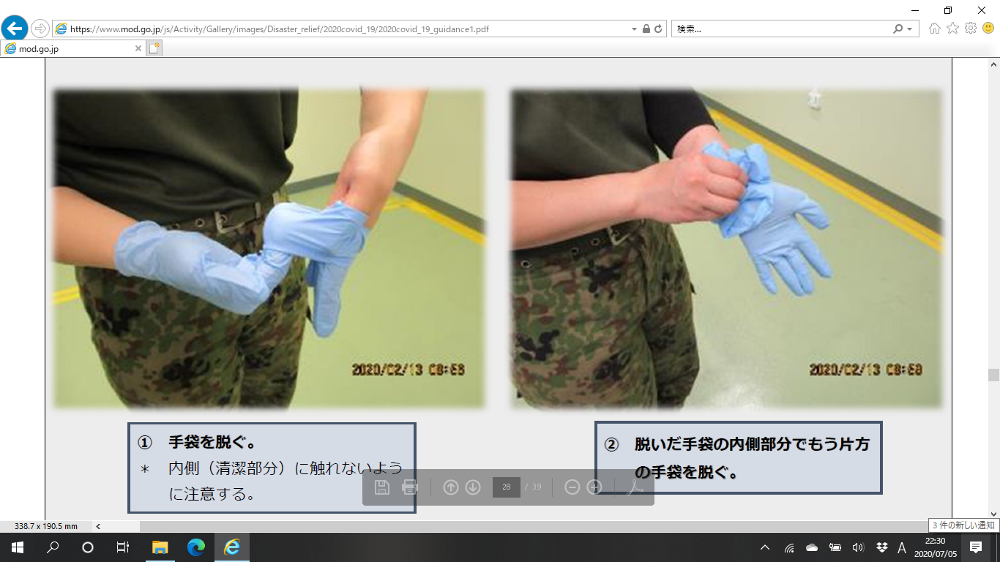 https://www.mod.go.jp/js/Activity/Gallery/images/Disaster_relief/2020covid_19/2020covid_19_guidance1.pdf
検索...
mod.go.jp
2020/02/13 08:58
2020/02/13 08:58
① 手袋を脱ぐ。
＊ 内側（清潔部分）に触れないよう
に注意する。
② 脱いだ手袋の内側部分でもう片方
の手袋を脱ぐ。
28 / 39
338.7 x 190.5 mm
3 件の新しい通知
A
22:30
2020/07/05